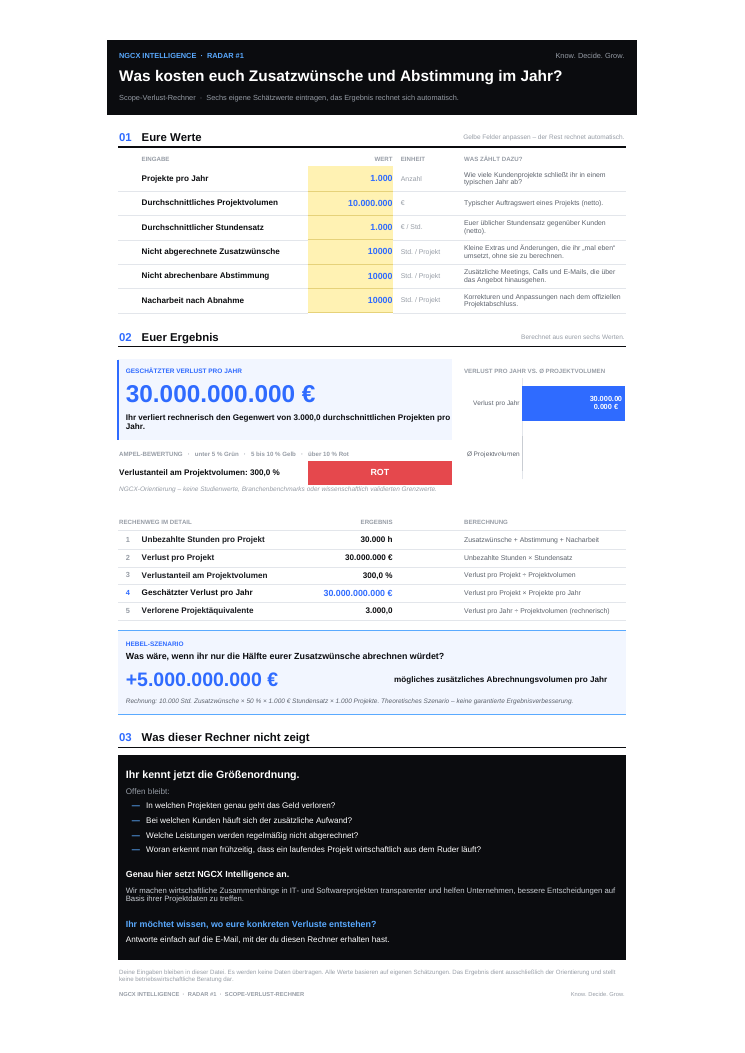 NGCX INTELLIGENCE · RADAR #1
Know. Decide. Grow.
Was kosten euch Zusatzwünsche und Abstimmung im Jahr?
Scope-Verlust-Rechner · Sechs eigene Schätzwerte eintragen, das Ergebnis rechnet sich automatisch.
01 Eure Werte
Gelbe Felder anpassen – der Rest rechnet automatisch.
EINGABE WERT EINHEIT WAS ZÄHLT DAZU?
Projekte pro Jahr 1.000 Anzahl
Wie viele Kundenprojekte schließt ihr in einem
typischen Jahr ab?
Durchschnittliches Projektvolumen 10.000.000 € Typischer Auftragswert eines Projekts (netto).
Durchschnittlicher Stundensatz 1.000 € / Std.
Euer üblicher Stundensatz gegenüber Kunden
(netto).
Nicht abgerechnete Zusatzwünsche 10000 Std. / Projekt
Kleine Extras und Änderungen, die ihr „mal eben"
umsetzt, ohne sie zu berechnen.
Nicht abrechenbare Abstimmung 10000 Std. / Projekt
Zusätzliche Meetings, Calls und E-Mails, die über
das Angebot hinausgehen.
Nacharbeit nach Abnahme 10000 Std. / Projekt
Korrekturen und Anpassungen nach dem offiziellen
Projektabschluss.
02 Euer Ergebnis
Berechnet aus euren sechs Werten.
GESCHÄTZTER VERLUST PRO JAHR
30.000.000.000 €
Ihr verliert rechnerisch den Gegenwert von 3.000,0 durchschnittlichen Projekten pro
Jahr.
VERLUST PRO JAHR VS. Ø PROJEKTVOLUMEN
Verlust pro Jahr
30.000.00
0.000 €
Ø Projektvolumen
AMPEL-BEWERTUNG · unter 5 % Grün · 5 bis 10 % Gelb · über 10 % Rot
Verlustanteil am Projektvolumen: 300,0 % ROT
NGCX-Orientierung – keine Studienwerte, Branchenbenchmarks oder wissenschaftlich validierten Grenzwerte.
RECHENWEG IM DETAIL ERGEBNIS BERECHNUNG
1 Unbezahlte Stunden pro Projekt 30.000 h Zusatzwünsche + Abstimmung + Nacharbeit
2 Verlust pro Projekt 30.000.000 € Unbezahlte Stunden × Stundensatz
3 Verlustanteil am Projektvolumen 300,0 % Verlust pro Projekt ÷ Projektvolumen
4 Geschätzter Verlust pro Jahr 30.000.000.000 € Verlust pro Projekt × Projekte pro Jahr
5 Verlorene Projektäquivalente 3.000,0 Verlust pro Jahr ÷ Projektvolumen (rechnerisch)
HEBEL-SZENARIO
Was wäre, wenn ihr nur die Hälfte eurer Zusatzwünsche abrechnen würdet?
+5.000.000.000 € mögliches zusätzliches Abrechnungsvolumen pro Jahr
Rechnung: 10.000 Std. Zusatzwünsche × 50 % × 1.000 € Stundensatz × 1.000 Projekte. Theoretisches Szenario – keine garantierte Ergebnisverbesserung.
03 Was dieser Rechner nicht zeigt
Ihr kennt jetzt die Größenordnung.
Offen bleibt:
— In welchen Projekten genau geht das Geld verloren?
— Bei welchen Kunden häuft sich der zusätzliche Aufwand?
— Welche Leistungen werden regelmäßig nicht abgerechnet?
— Woran erkennt man frühzeitig, dass ein laufendes Projekt wirtschaftlich aus dem Ruder läuft?
Genau hier setzt NGCX Intelligence an.
Wir machen wirtschaftliche Zusammenhänge in IT- und Softwareprojekten transparenter und helfen Unternehmen, bessere Entscheidungen auf
Basis ihrer Projektdaten zu treffen.
Ihr möchtet wissen, wo eure konkreten Verluste entstehen?
Antworte einfach auf die E-Mail, mit der du diesen Rechner erhalten hast.
Deine Eingaben bleiben in dieser Datei. Es werden keine Daten übertragen. Alle Werte basieren auf eigenen Schätzungen. Das Ergebnis dient ausschließlich der Orientierung und stellt
keine betriebswirtschaftliche Beratung dar.
NGCX INTELLIGENCE · RADAR #1 · SCOPE-VERLUST-RECHNER
Know. Decide. Grow.